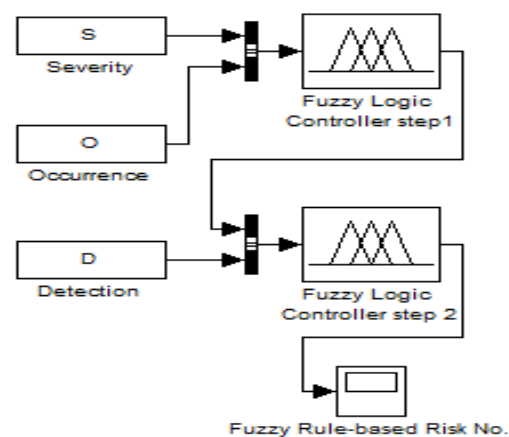 S
Severity
Fuzzy Logic
Controller step1
O
Occurrence
D
Detection
Fuzzy Logic
Controller step 2
Fuzzy Rule-based Risk No.